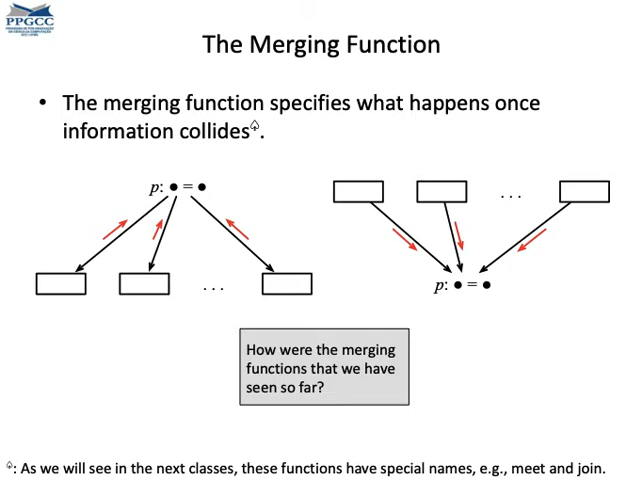 PPGCC
The Merging Function
• The merging function specifies what happens once
information collides♤.
p: ● = ●
. . .
. . .
p: ● = ●
How were the merging
functions that we have
seen so far?
♤: As we will see in the next classes, these functions have special names, e.g., meet and join.